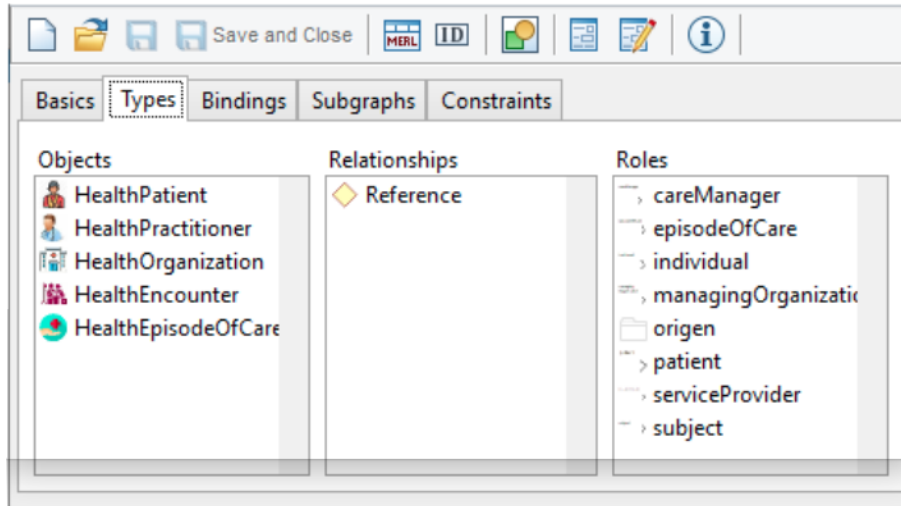 Save and Close MERL ID
Basics Types Bindings Subgraphs Constraints
Objects Relationships Roles
HealthPatient Reference careManager
HealthPractitioner episodeOfCare
HealthOrganization individual
HealthEncounter managingOrganizatio
HealthEpisodeOfCare origen
patient
serviceProvider
subject